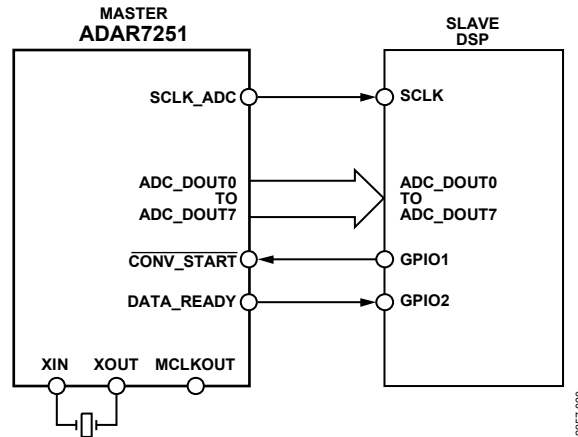 MASTER
ADAR7251
SLAVE
DSP
SCLK_ADC
SCLK
ADC_DOUT0
TO
ADC_DOUT7
ADC_DOUT0
TO
ADC_DOUT7
CONV_START
GPIO1
DATA_READY
GPIO2
XIN
XOUT
MCLKOUT